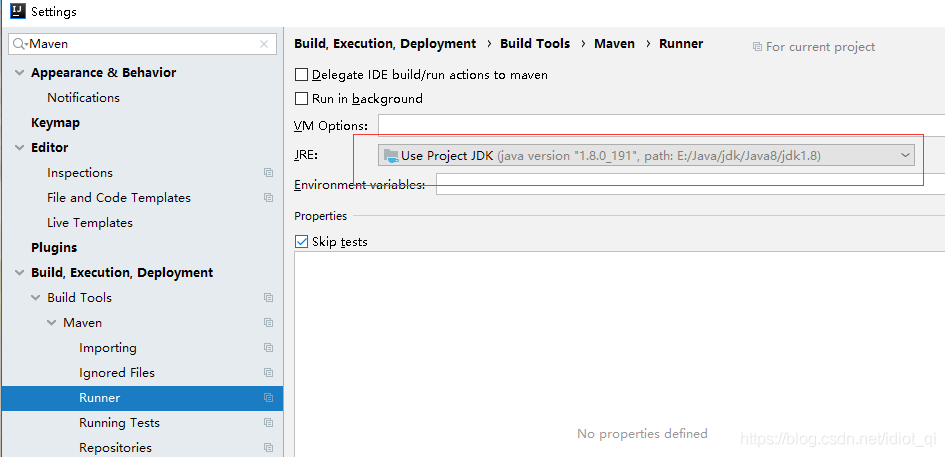 IJ
Settings
Maven
Appearance & Behavior
Notifications
Keymap
Editor
Inspections
File and Code Templates
Live Templates
Plugins
Build, Execution, Deployment
Build Tools
Maven
Importing
Ignored Files
Runner
Running Tests
Repositories
Build, Execution, Deployment › Build Tools › Maven › Runner
For current project
Delegate IDE build/run actions to maven
Run in background
VM Options:
JRE: Use Project JDK (java version "1.8.0_191", path: E:/Java/jdk/Java8/jdk1.8)
Environment variables:
Properties
Skip tests
No properties defined
https://blog.csdn.net/idiot_qi